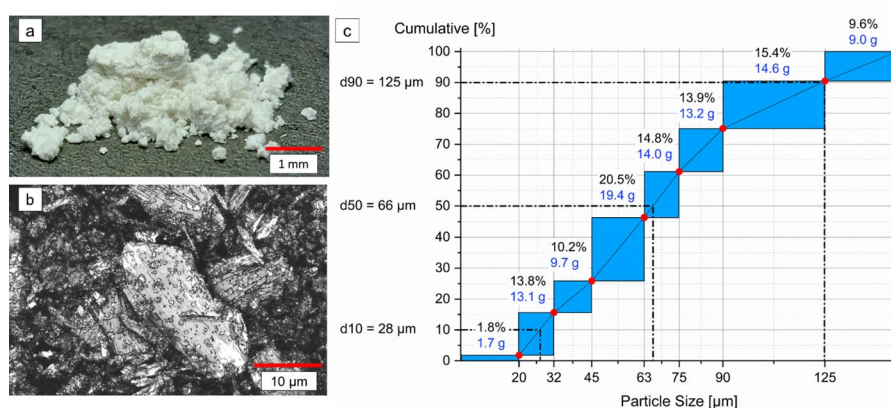 a
1 mm
b
10 µm
c
Cumulative [%]
100
90
80
70
60
50
40
30
20
10
0
d90 = 125 µm
d50 = 66 µm
d10 = 28 µm
1.8%
1.7 g
13.8%
13.1 g
10.2%
9.7 g
20.5%
19.4 g
14.8%
14.0 g
13.9%
13.2 g
15.4%
14.6 g
9.6%
9.0 g
20 32 45 63 75 90 125
Particle Size [µm]